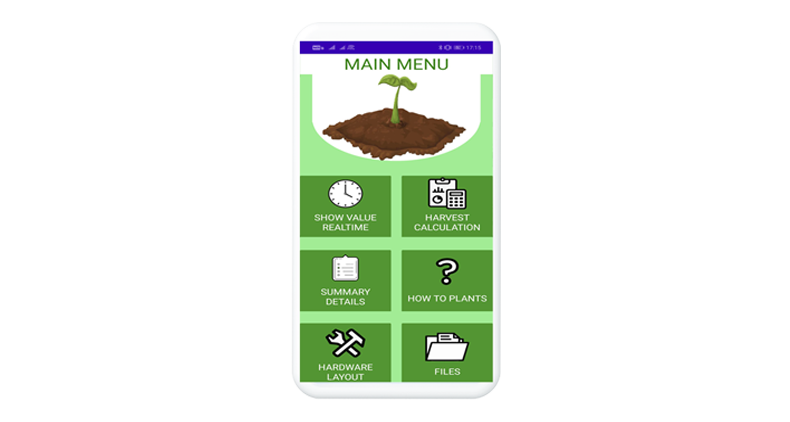 17:15
MAIN MENU
SHOW VALUE
REALTIME
HARVEST
CALCULATION
SUMMARY
DETAILS
HOW TO PLANTS
HARDWARE
LAYOUT
FILES